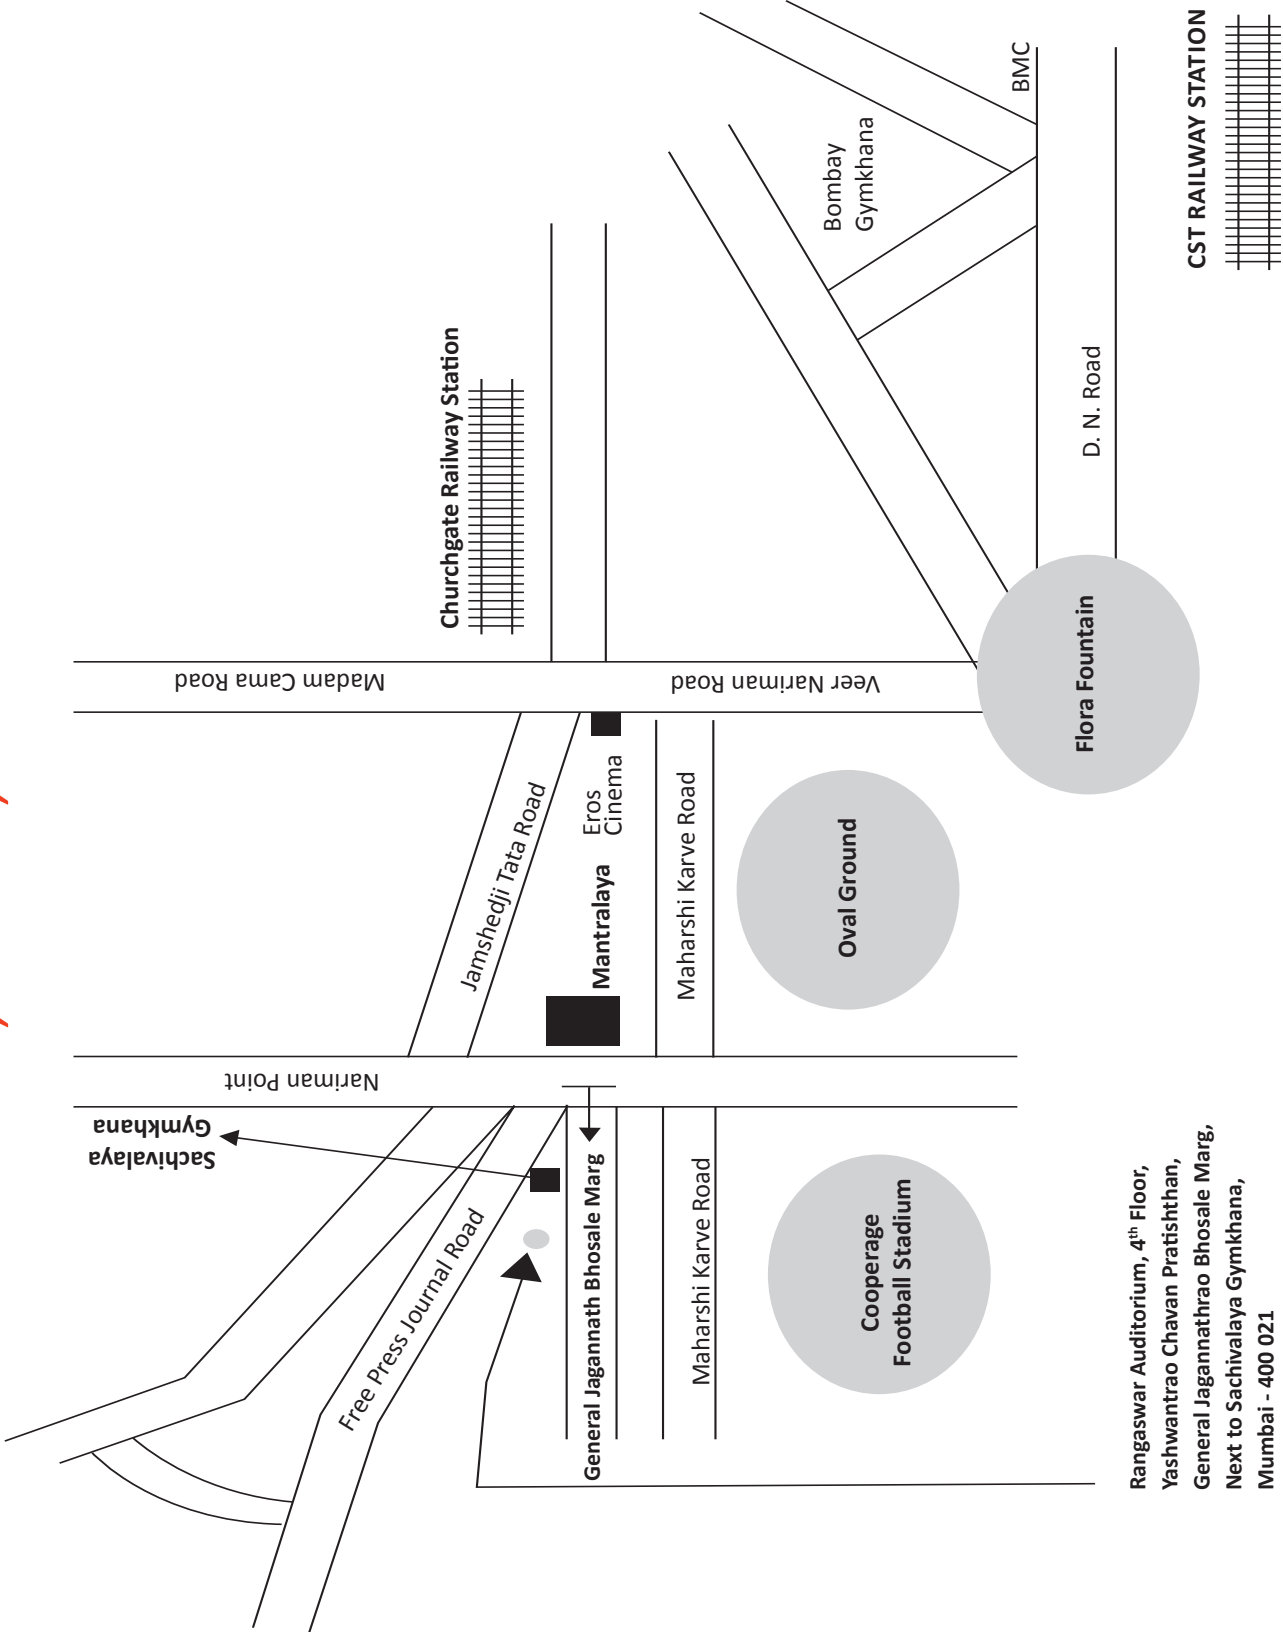 CST RAILWAY STATION
BMC
Bombay
Gymkhana
D. N. Road
Churchgate Railway Station
Madam Cama Road
Veer Nariman Road
Flora Fountain
Jamshedji Tata Road
Eros
Cinema
Mantralaya
Maharshi Karve Road
Oval Ground
Nariman Point
Sachivalaya
Gymkhana
Free Press Journal Road
General Jagannath Bhosale Marg
Maharshi Karve Road
Cooperage
Football Stadium
Rangaswar Auditorium, 4th Floor,
Yashwantrao Chavan Pratishthan,
General Jagannathrao Bhosale Marg,
Next to Sachivalaya Gymkhana,
Mumbai - 400 021